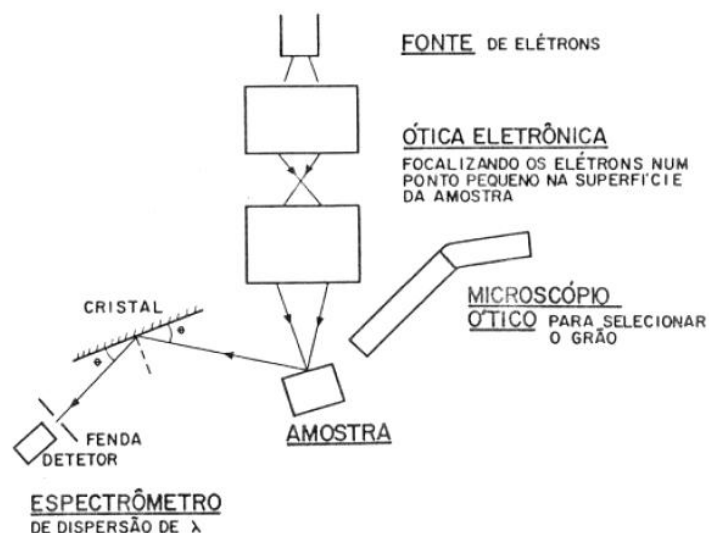 FONTE DE ELÉTRONS
ÓTICA ELETRÔNICA
FOCALIZANDO OS ELÉTRONS NUM
PONTO PEQUENO NA SUPERFÍCIE
DA AMOSTRA
MICROSCÓPIO
ÓTICO PARA SELECIONAR
O GRÃO
CRISTAL
θ
θ
AMOSTRA
FENDA
DETETOR
ESPECTRÔMETRO
DE DISPERSÃO DE λ